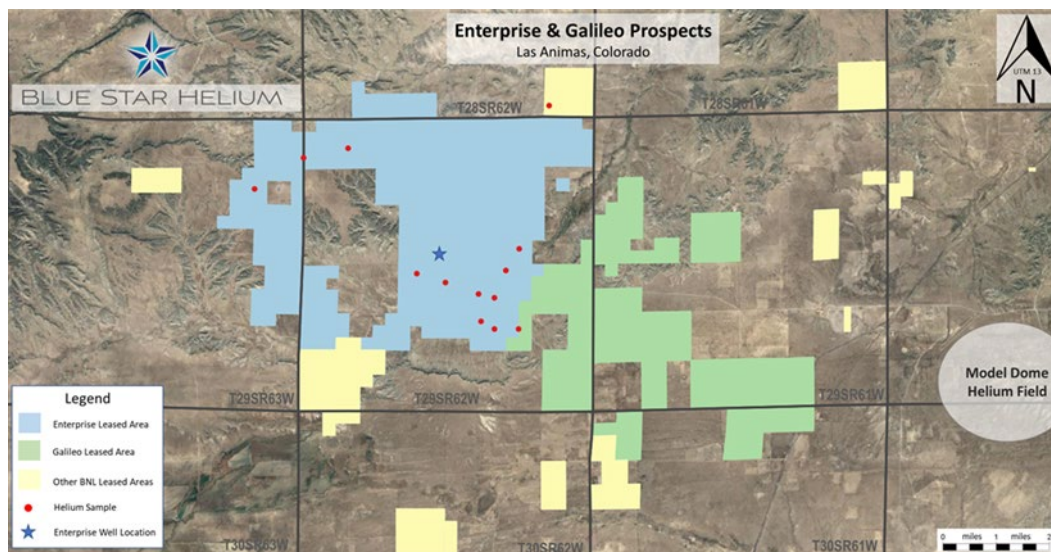 Enterprise & Galileo Prospects
Las Animas, Colorado
BLUE STAR HELIUM
UTM 13
N
T28SR62W
T28SR61W
Model Dome
Helium Field
T29SR63W
T29SR62W
T29SR61W
Legend
Enterprise Leased Area
Galileo Leased Area
Other BNL Leased Areas
Helium Sample
Enterprise Well Location
T30SR63W
T30SR62W
T30SR61W
0 miles 1 miles 2